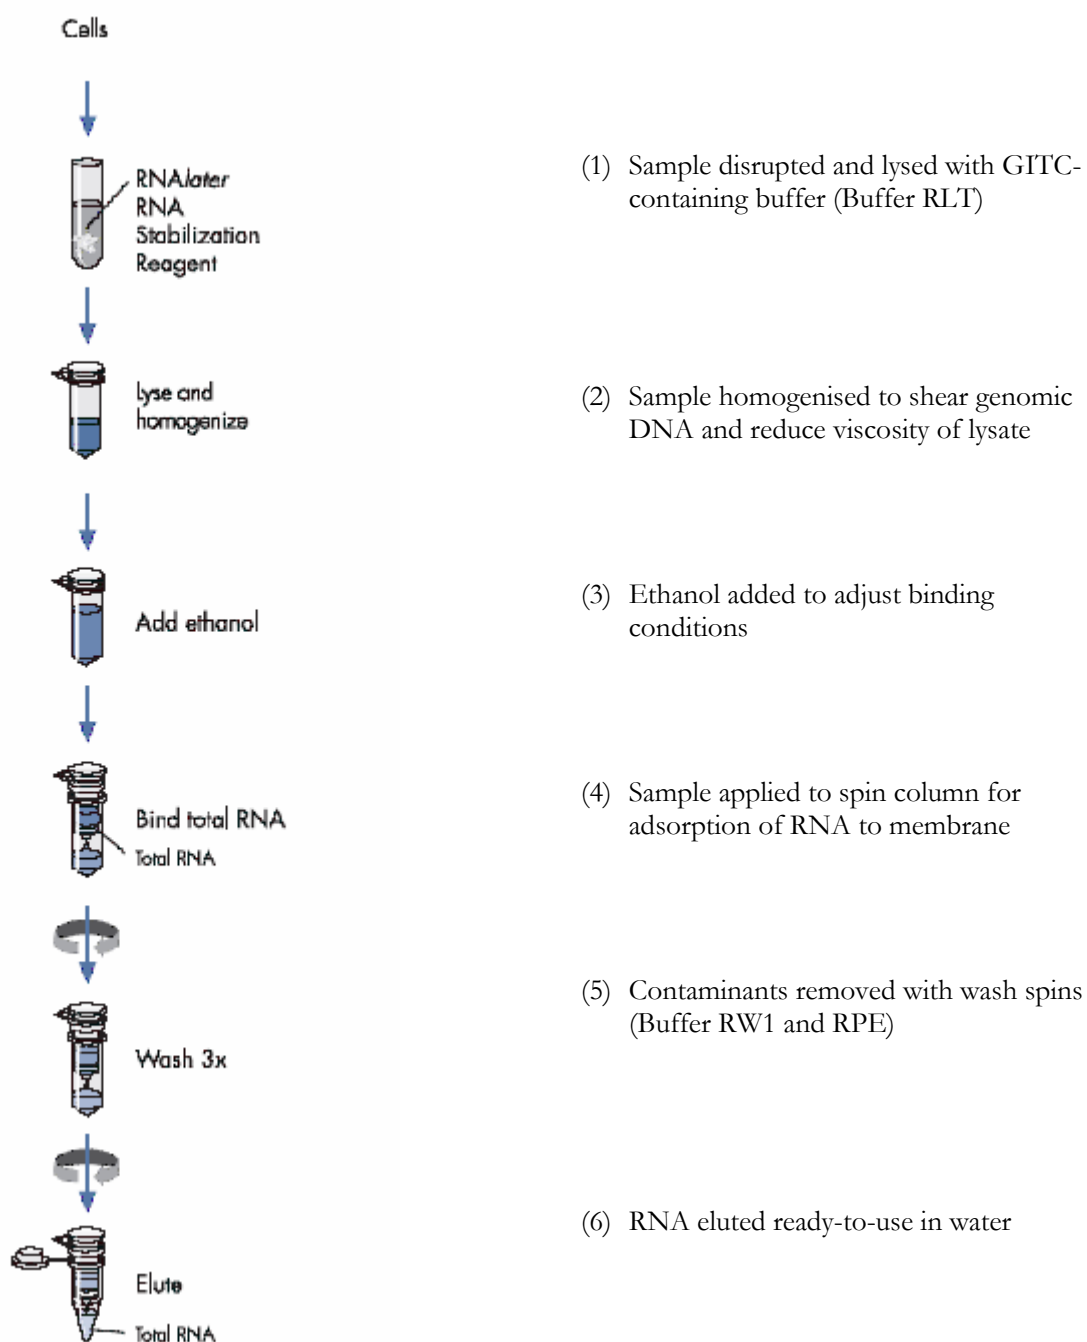 Cells
RNAlater
RNA
Stabilization
Reagent
(1) Sample disrupted and lysed with GITC-
containing buffer (Buffer RLT)
Lyse and
homogenize
(2) Sample homogenised to shear genomic
DNA and reduce viscosity of lysate
Add ethanol
(3) Ethanol added to adjust binding
conditions
Bind total RNA
Total RNA
(4) Sample applied to spin column for
adsorption of RNA to membrane
Wash 3x
(5) Contaminants removed with wash spins
(Buffer RW1 and RPE)
Elute
Total RNA
(6) RNA eluted ready-to-use in water